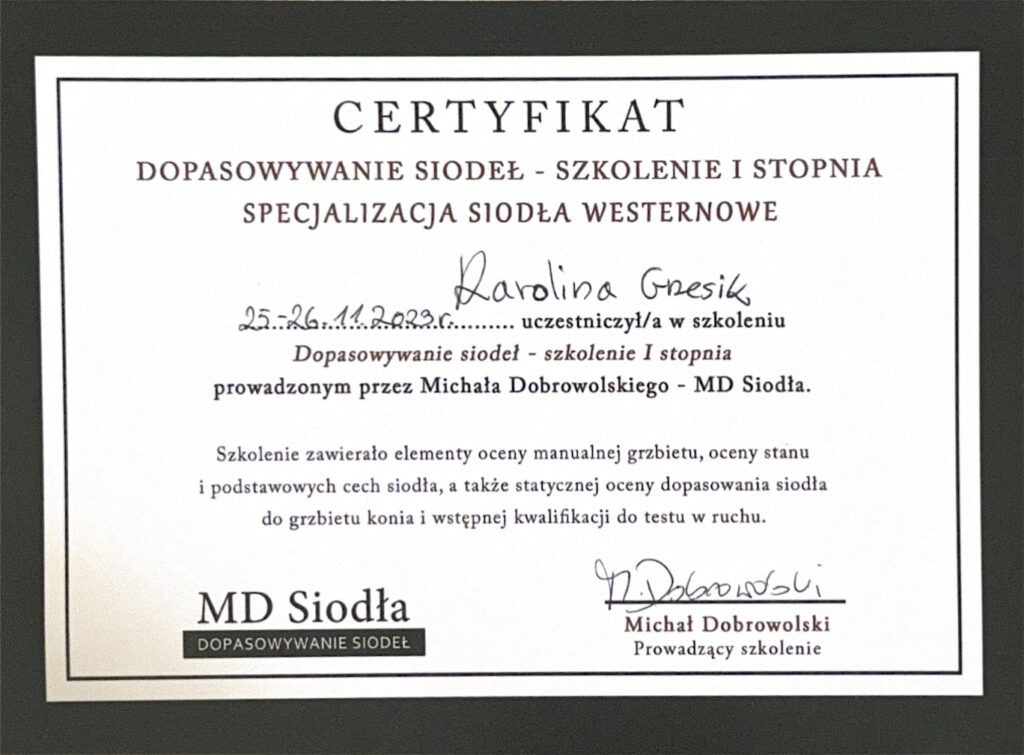 CERTYFIKAT
DOPASOWYWANIE SIODEŁ - SZKOLENIE I STOPNIA
SPECJALIZACJA SIODŁA WESTERNOWE
Karolina Grzesik
25-26.11.2023r............. uczestniczył/a w szkoleniu
Dopasowywanie siodeł - szkolenie I stopnia
prowadzonym przez Michała Dobrowolskiego - MD Siodła.
Szkolenie zawierało elementy oceny manualnej grzbietu, oceny stanu
i podstawowych cech siodła, a także statycznej oceny dopasowania siodła
do grzbietu konia i wstępnej kwalifikacji do testu w ruchu.
MD Siodła
DOPASOWYWANIE SIODEŁ
M. Dobrowolski
Michał Dobrowolski
Prowadzący szkolenie